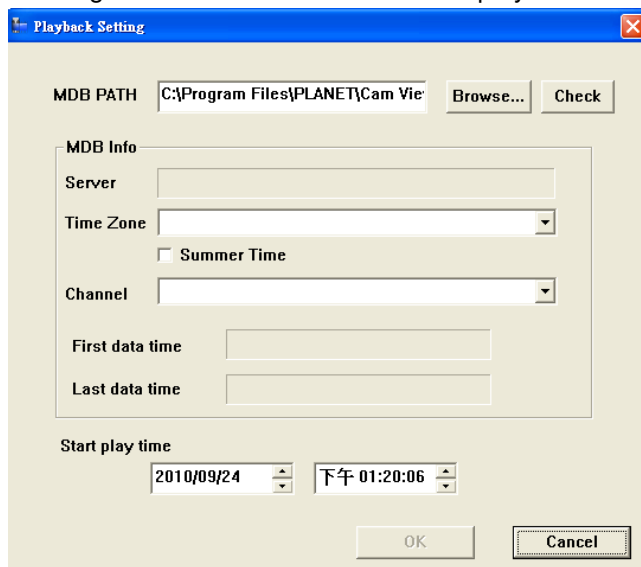 Playback Setting
MDB PATH C:\Program Files\PLANET\Cam Vie Browse... Check
MDB Info
Server
Time Zone
Summer Time
Channel
First data time
Last data time
Start play time
2010/09/24 下午 01:20:06
OK Cancel